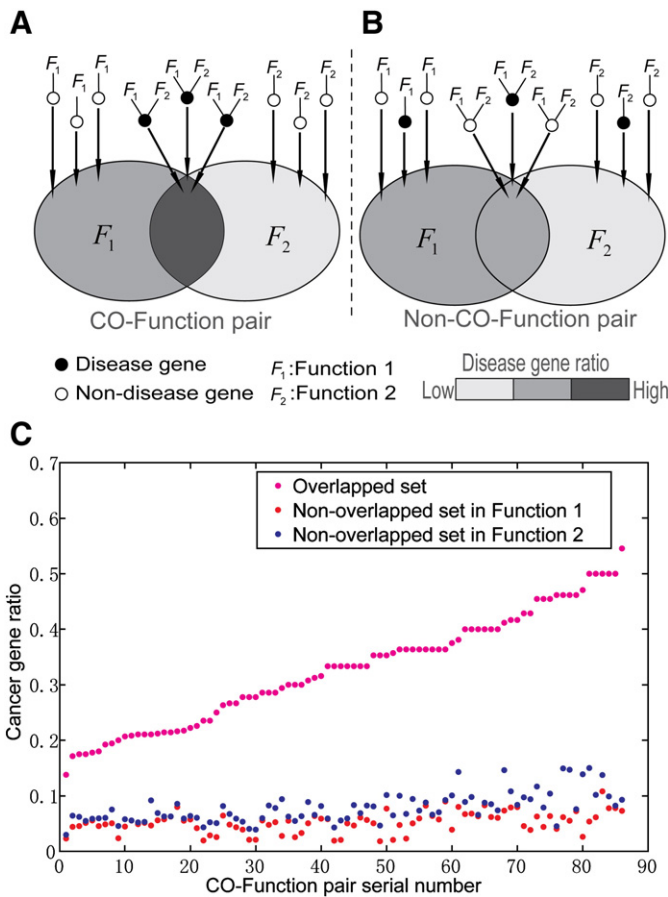 A
B
F1 F1 F1 F1 F2 F1 F2 F1 F2 F2 F2 F2
F1 F1 F1 F1 F2 F1 F2 F1 F2 F2 F2 F2
F1 F2
F1 F2
CO-Function pair
Non-CO-Function pair
Disease gene
Non-disease gene
F1:Function 1
F2:Function 2
Disease gene ratio
Low High
C
Overlapped set
Non-overlapped set in Function 1
Non-overlapped set in Function 2
Cancer gene ratio
0.7
0.6
0.5
0.4
0.3
0.2
0.1
0
0 10 20 30 40 50 60 70 80 90
CO-Function pair serial number